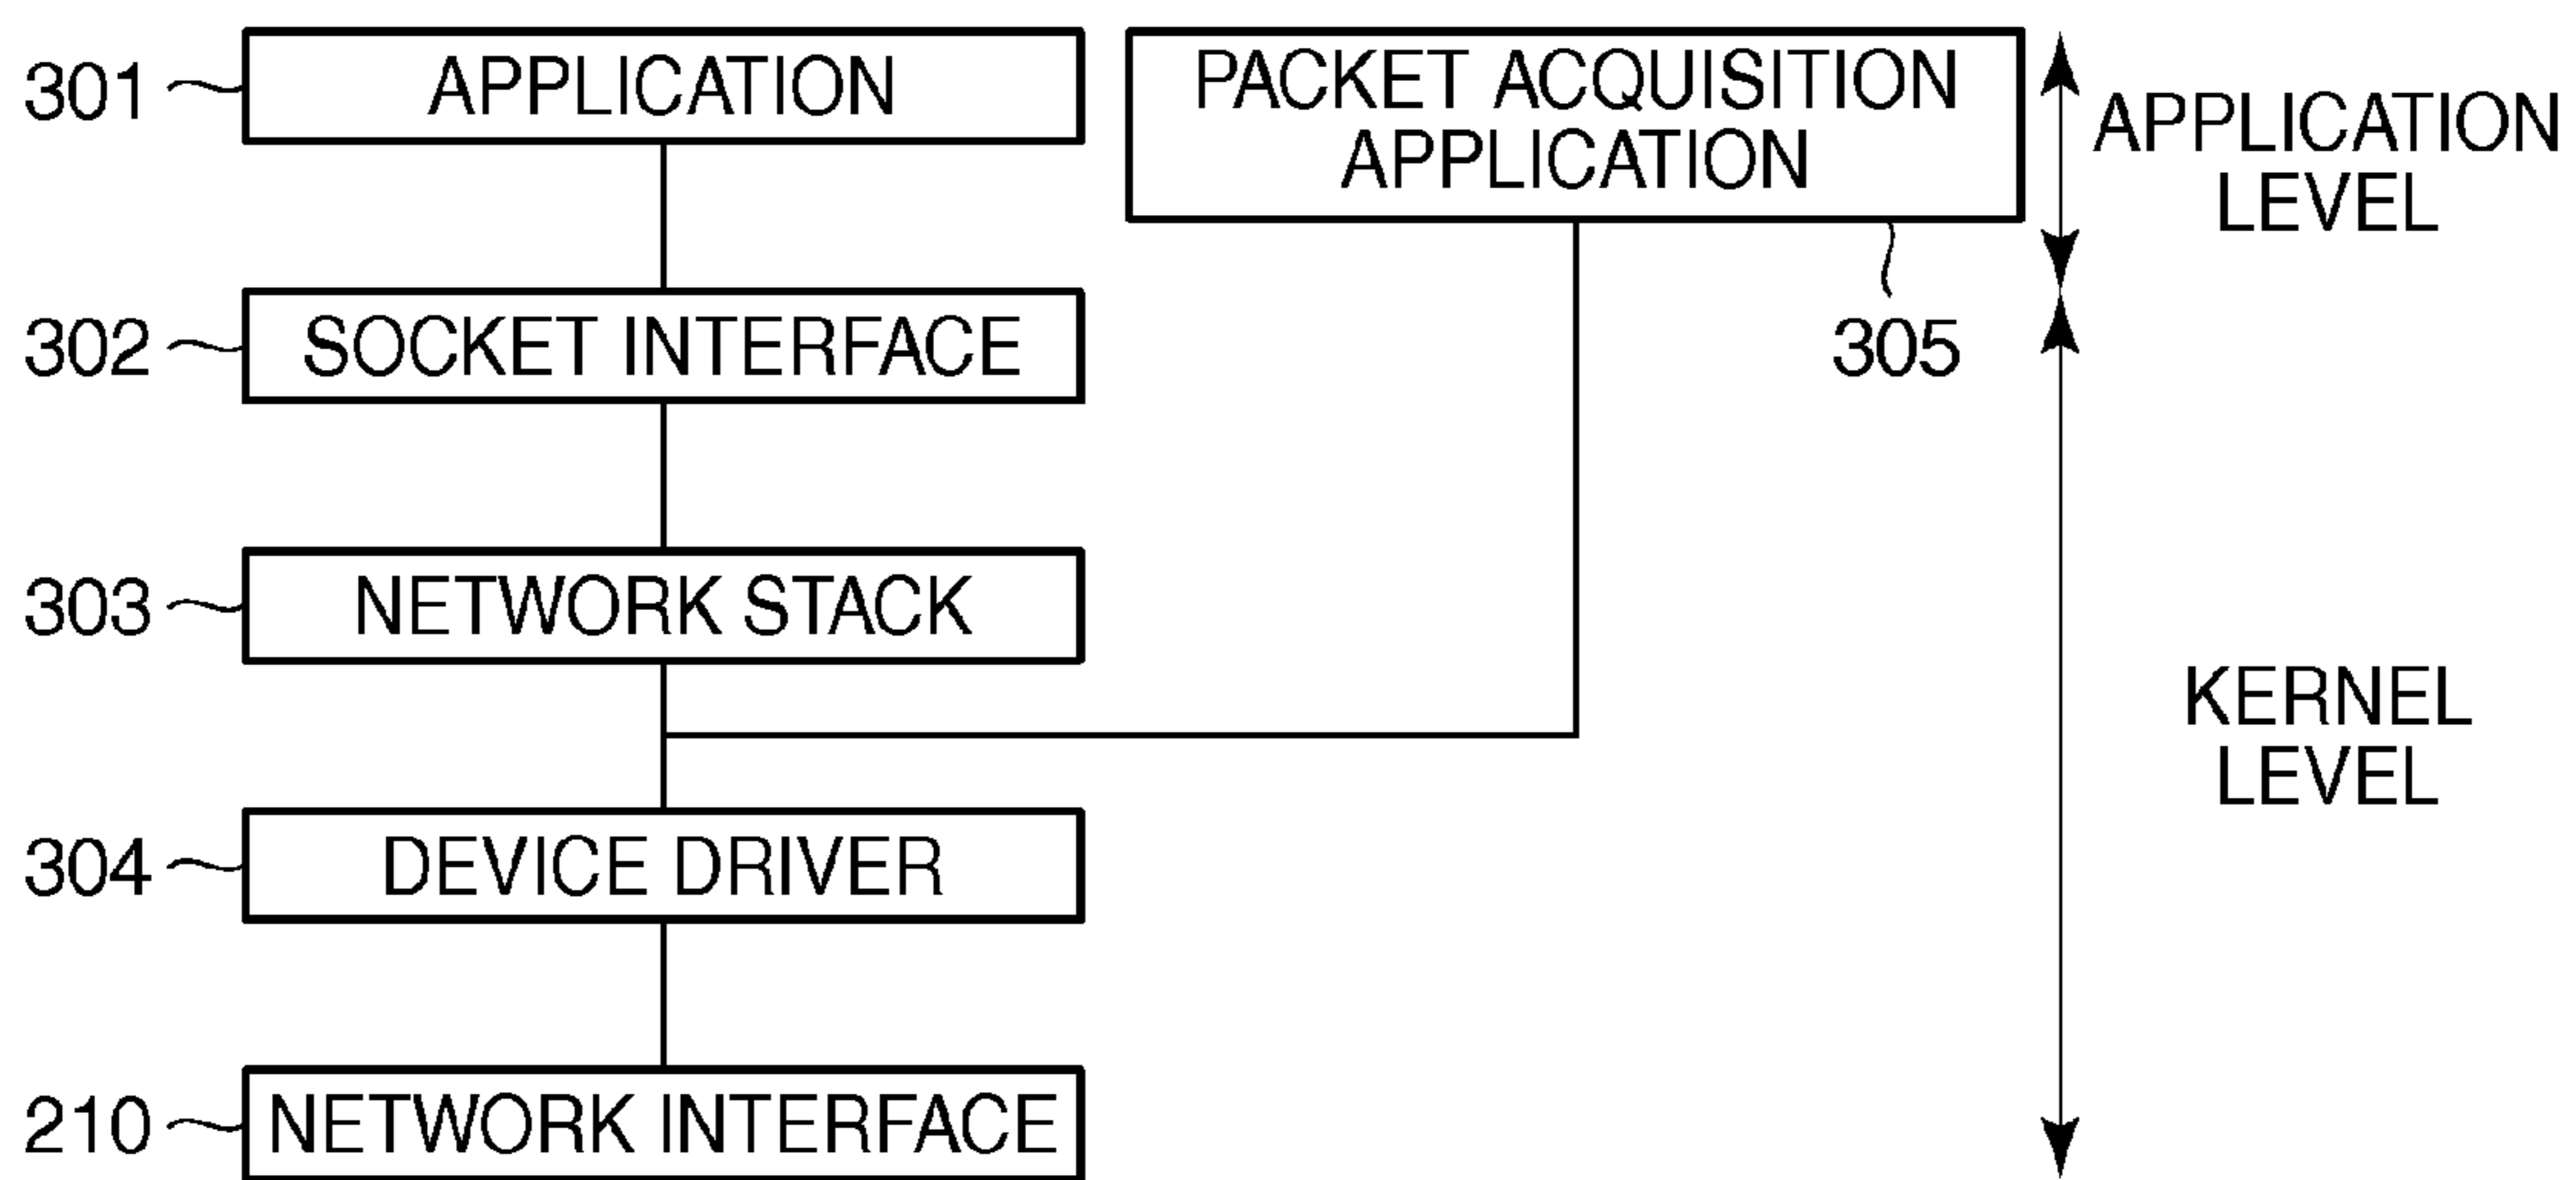 301
APPLICATION
PACKET ACQUISITION
APPLICATION
APPLICATION
LEVEL
302
SOCKET INTERFACE
305
303
NETWORK STACK
KERNEL
LEVEL
304
DEVICE DRIVER
210
NETWORK INTERFACE